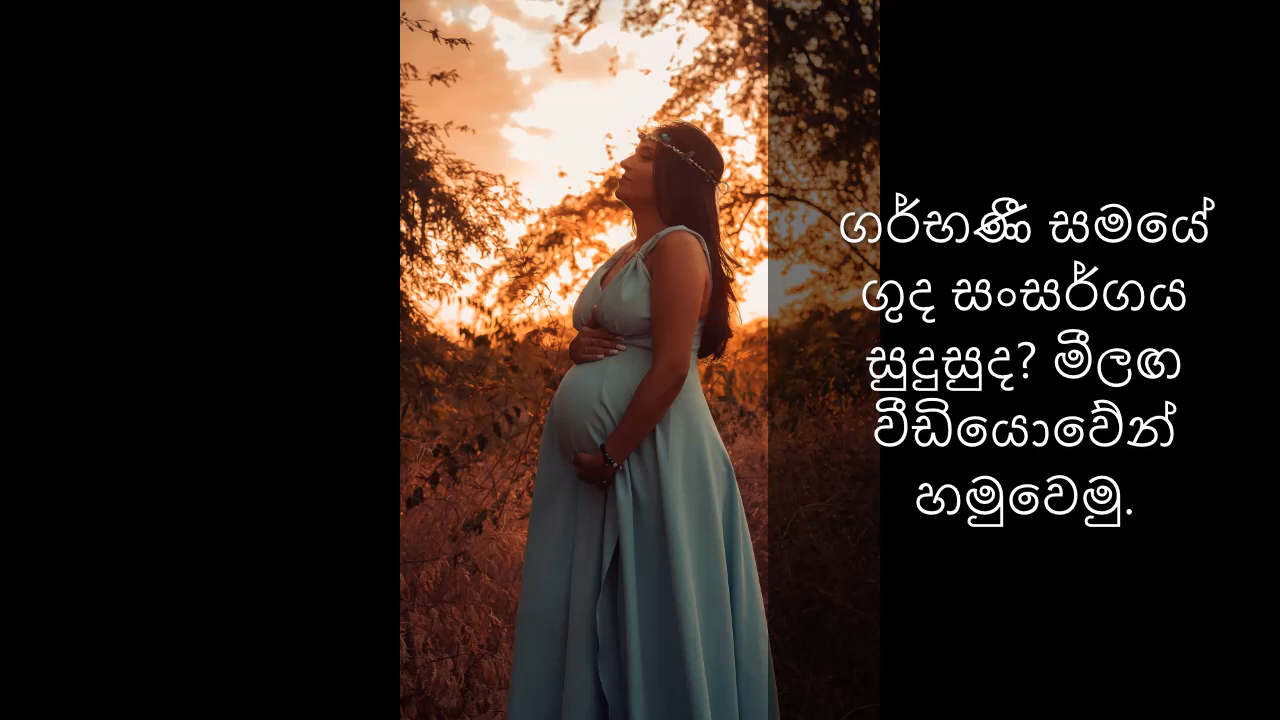 ගර්භණී සමයේ
ගුද සංසර්ගය
සුදුසුද? මීලඟ
වීඩියොවේන්
හමුවෙමු.